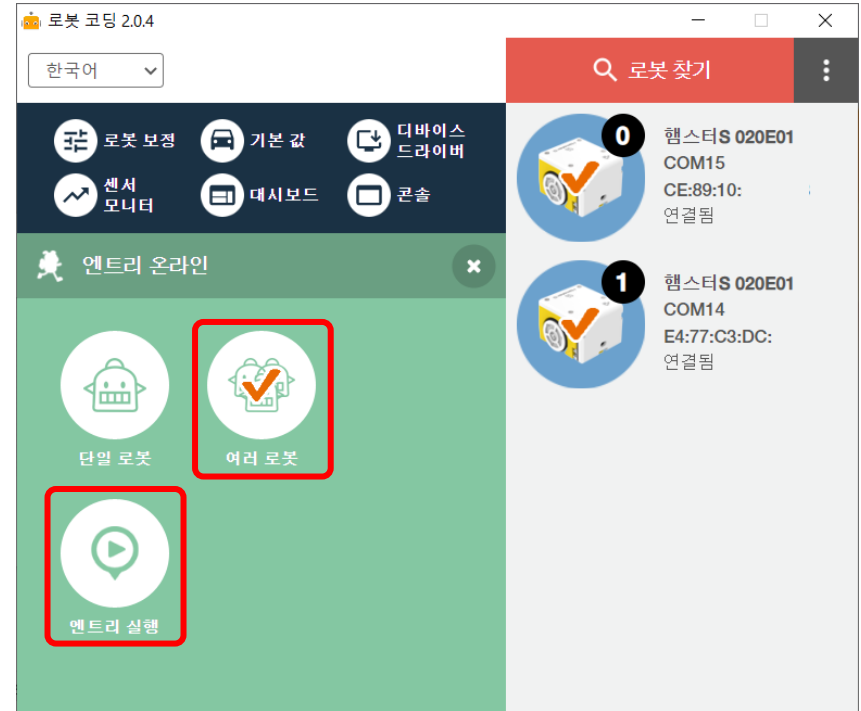 로봇 코딩 2.0.4
한국어
로봇 찾기
로봇 보정
기본 값
디바이스
드라이버
센서
모니터
대시보드
콘솔
엔트리 온라인
단일 로봇
여러 로봇
엔트리 실행
0
햄스터S 020E01
COM15
CE:89:10:
연결됨
1
햄스터S 020E01
COM14
E4:77:C3:DC:
연결됨